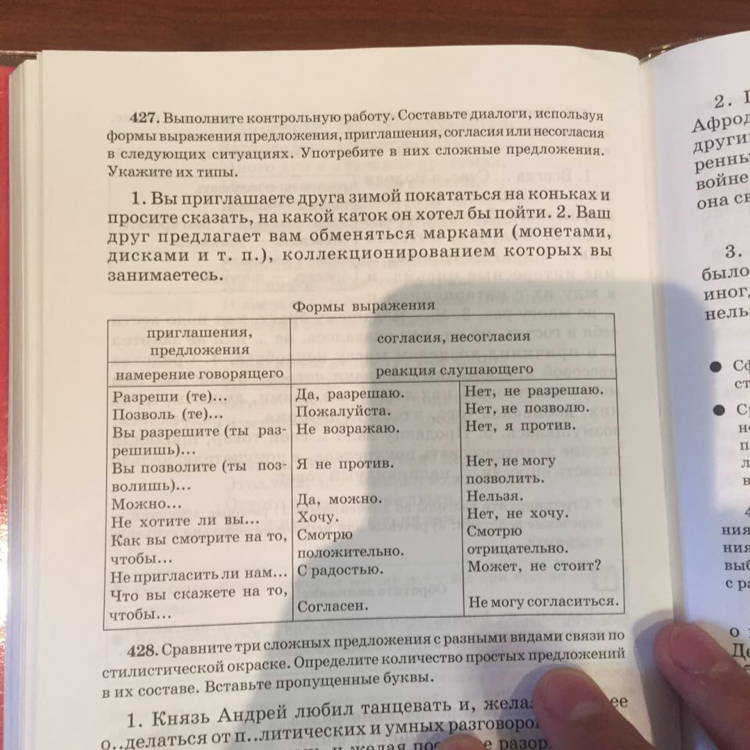 427. Выполните контрольную работу. Составьте диалоги, используя
формы выражения предложения, приглашения, согласия или несогласия
в следующих ситуациях. Употребите в них сложные предложения.
Укажите их типы.
1. Вы приглашаете друга зимой покататься на коньках и
просите сказать, на какой каток он хотел бы пойти. 2. Ваш
друг предлагает вам обменяться марками (монетами,
дисками и т. п.), коллекционированием которых вы
занимаетесь.
Формы выражения
приглашения,
предложения
согласия, несогласия
намерение говорящего
реакция слушающего
Разреши (те)... Да, разрешаю. Нет, не разрешаю.
Позволь (те)... Пожалуйста. Нет, не позволю.
Вы разрешите (ты раз- Не возражаю. Нет, я против.
решишь)...
Вы позволите (ты поз- Я не против. Нет, не могу
волишь)... позволить.
Можно... Да, можно. Нельзя.
Не хотите ли вы... Хочу. Нет, не хочу.
Как вы смотрите на то, Смотрю Смотрю
чтобы... положительно. отрицательно.
Не пригласить ли нам... С радостью. Может, не стоит?
Что вы скажете на то,
чтобы... Согласен. Не могу согласиться.
428. Сравните три сложных предложения с разными видами связи по
стилистической окраске. Определите количество простых предложений
в их составе. Вставьте пропущенные буквы.
1. Князь Андрей любил танцевать и,
о..делаться от п..литических и умных
2.
Афрод
други
ренны
войне
она св
3.
было
иног
нель